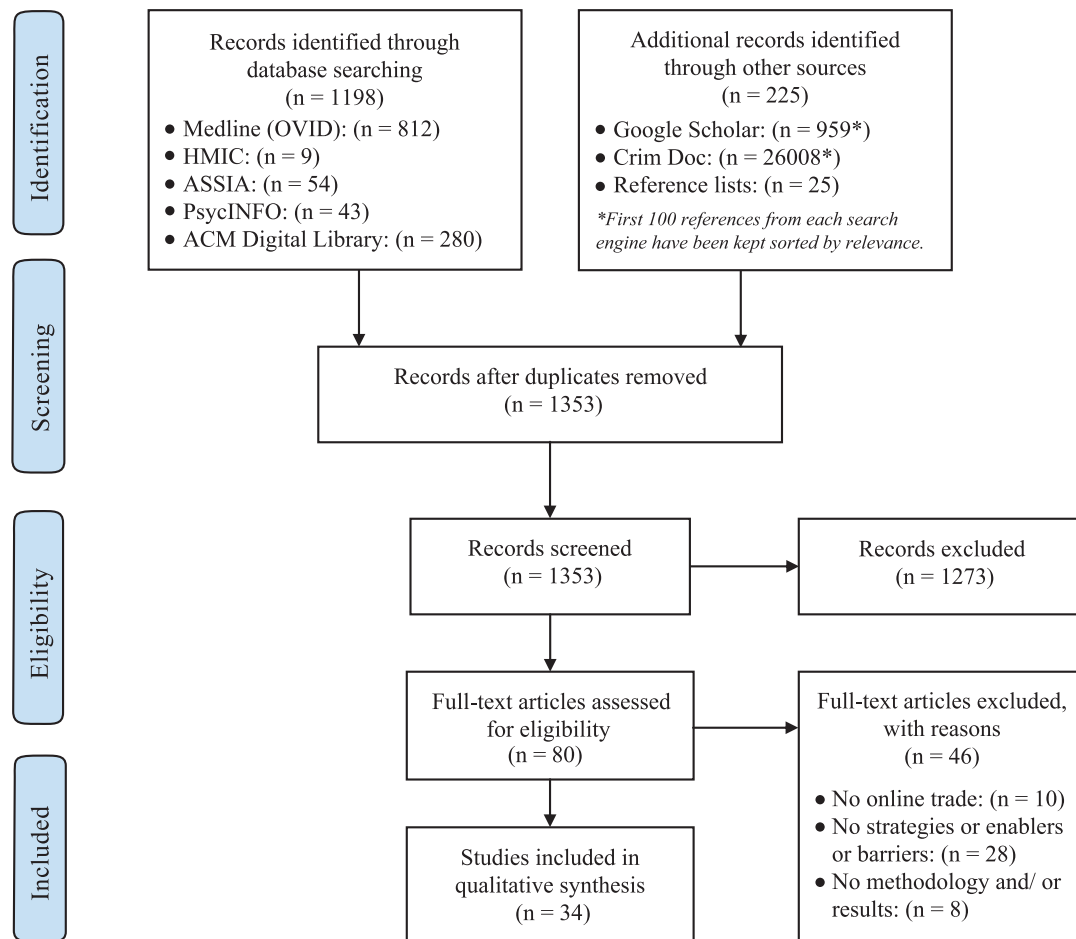 Identification
Records identified through
database searching
(n = 1198)
● Medline (OVID): (n = 812)
● HMIC: (n = 9)
● ASSIA: (n = 54)
● PsycINFO: (n = 43)
● ACM Digital Library: (n = 280)
Additional records identified
through other sources
(n = 225)
● Google Scholar: (n = 959*)
● Crim Doc: (n = 26008*)
● Reference lists: (n = 25)
*First 100 references from each search
engine have been kept sorted by relevance.
Screening
Records after duplicates removed
(n = 1353)
Eligibility
Records screened
(n = 1353)
Records excluded
(n = 1273)
Full-text articles assessed
for eligibility
(n = 80)
Full-text articles excluded,
with reasons
(n = 46)
● No online trade: (n = 10)
● No strategies or enablers
or barriers: (n = 28)
● No methodology and/ or
results: (n = 8)
Included
Studies included in
qualitative synthesis
(n = 34)